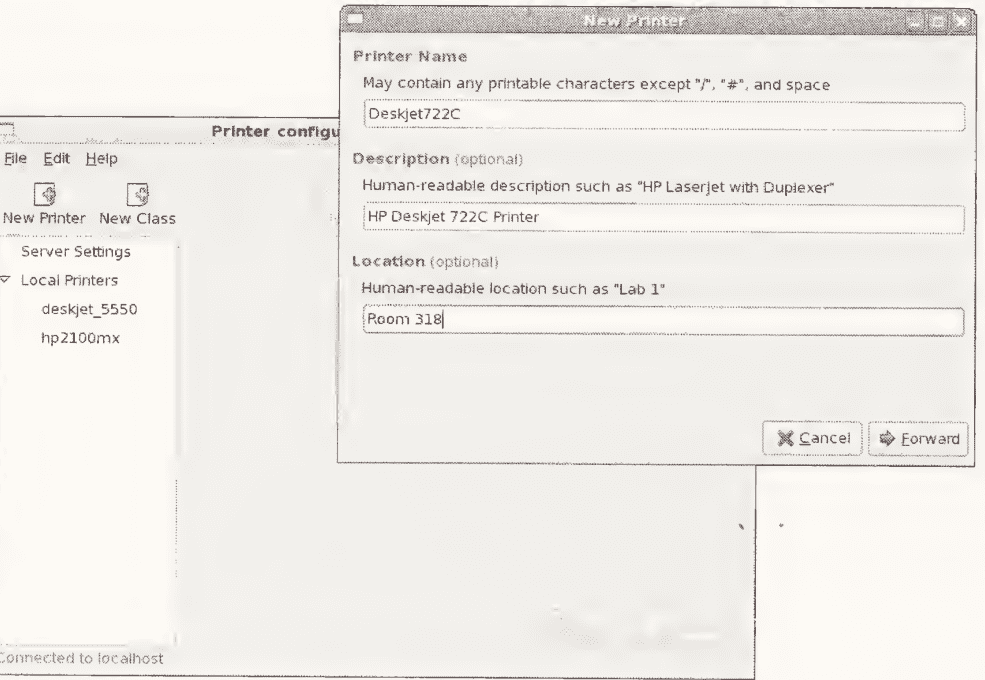 New Printer
Printer Name
May contain any printable characters except "/", "#", and space
Deskjet722C
Description (optional)
Human-readable description such as "HP LaserJet with Duplexer"
HP Deskjet 722C Printer
Location (optional)
Human-readable location such as "Lab 1"
Room 318
Cancel Forward
Printer configu
File Edit Help
New Printer New Class
Server Settings
Local Printers
deskjet_5550
hp2100mx
Connected to localhost